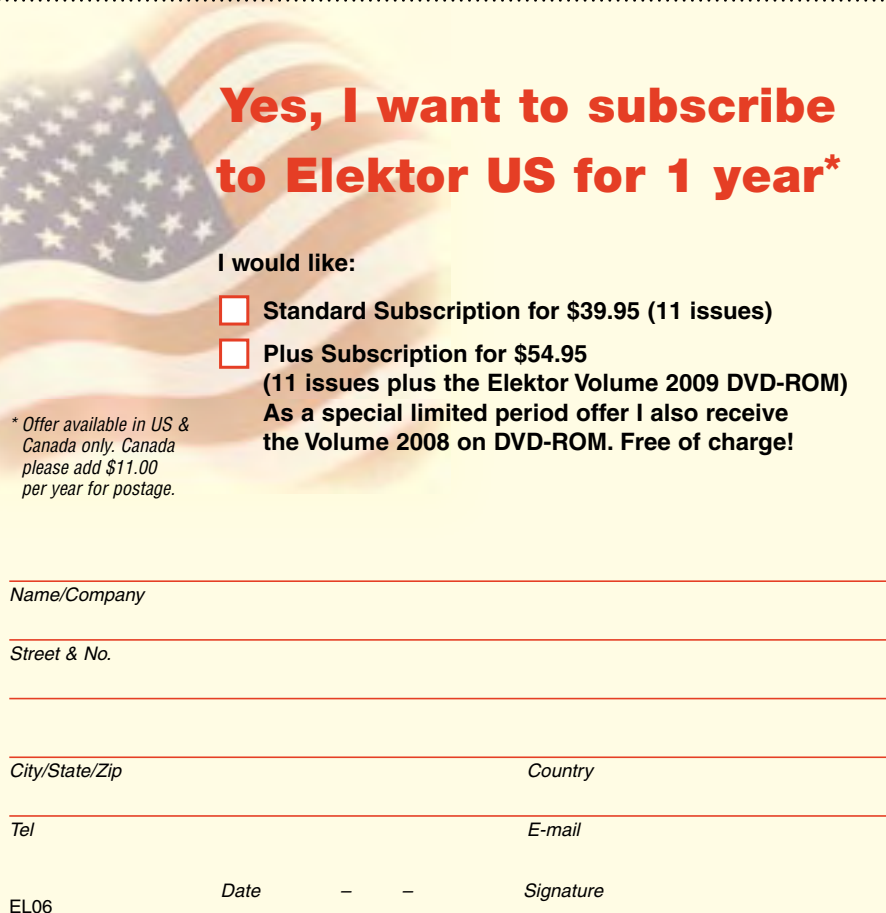 Yes, I want to subscribe
to Elektor US for 1 year*
I would like:
Standard Subscription for $39.95 (11 issues)
Plus Subscription for $54.95
(11 issues plus the Elektor Volume 2009 DVD-ROM)
As a special limited period offer I also receive
the Volume 2008 on DVD-ROM. Free of charge!
* Offer available in US &
Canada only. Canada
please add $11.00
per year for postage.
Name/Company
Street & No.
City/State/Zip Country
Tel E-mail
Date – – Signature
EL06